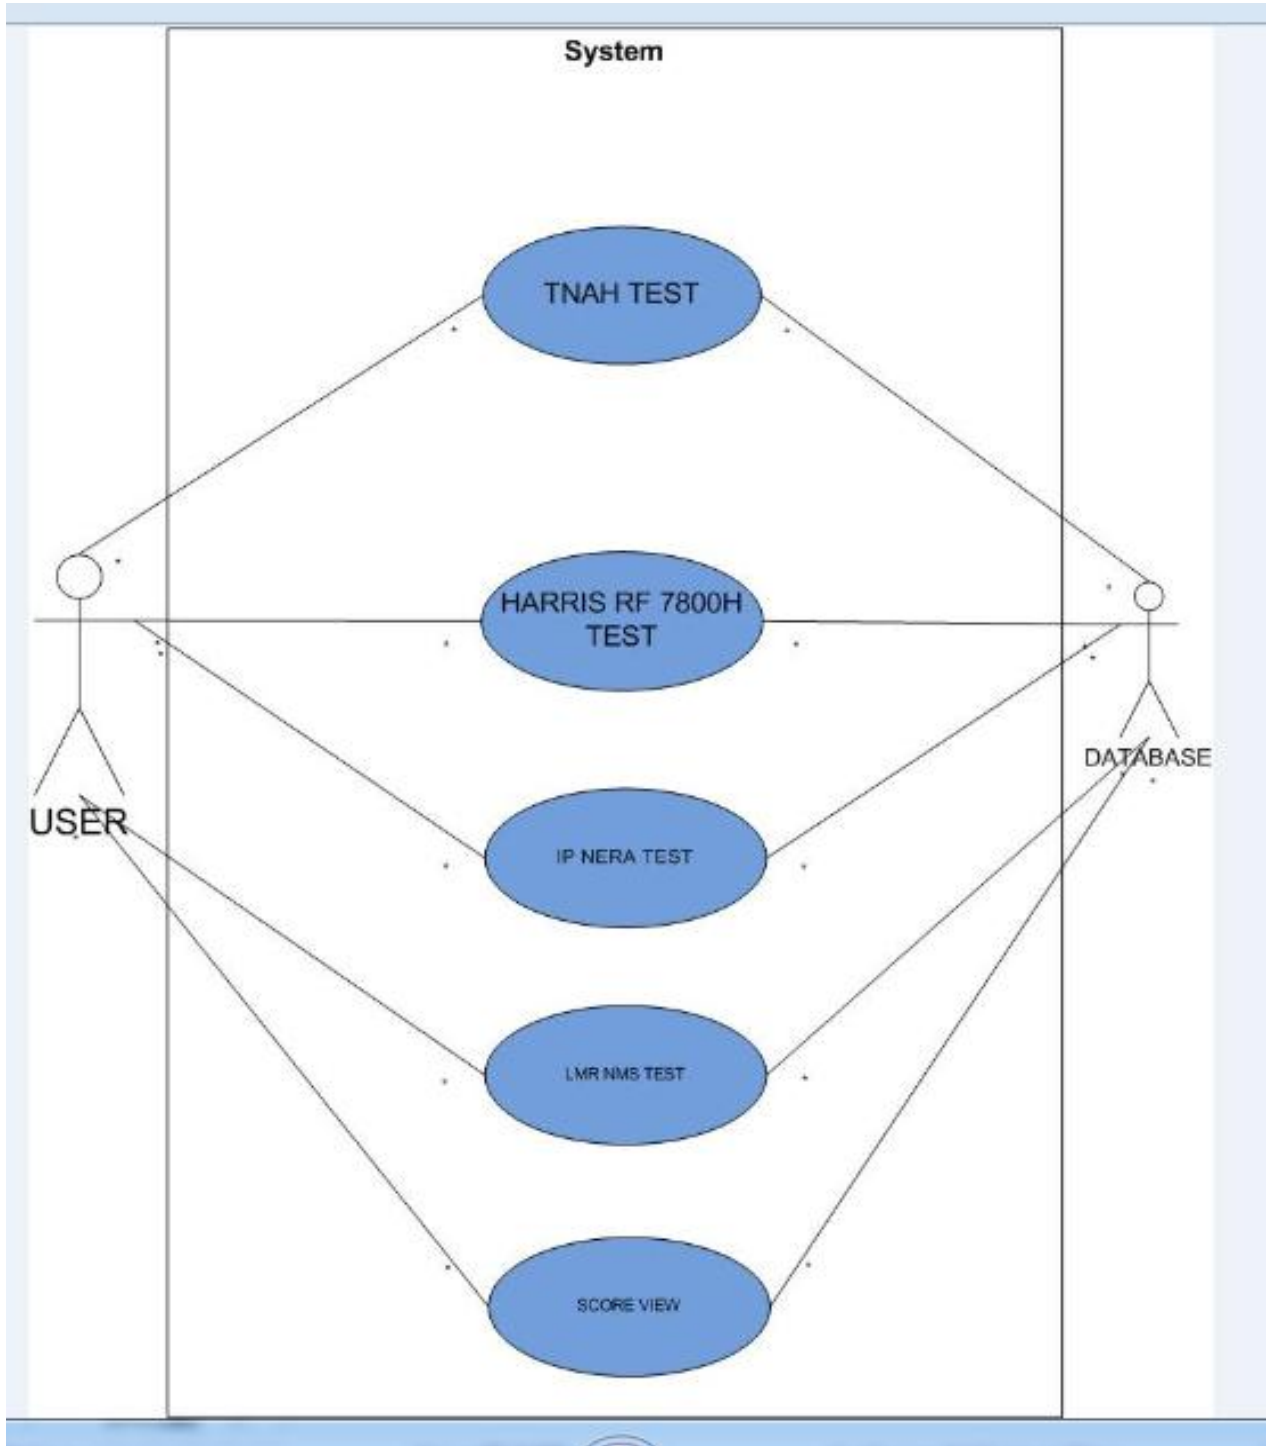 System
TNAH TEST
HARRIS RF 7800H
TEST
DATABASE
USER
IP NERA TEST
LMR NMS TEST
SCORE VIEW